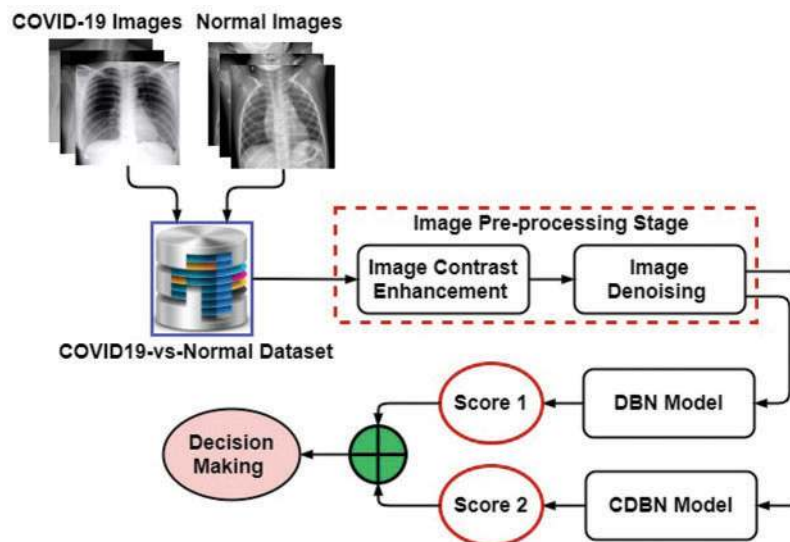 COVID-19 Images
Normal Images
Image Pre-processing Stage
Image Contrast
Enhancement
Image
Denoising
COVID19-vs-Normal Dataset
Score 1
DBN Model
Decision
Making
Score 2
CDBN Model